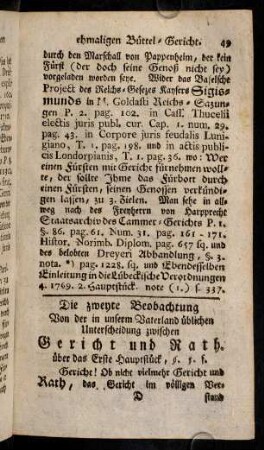 ehmaligen Büttel-Gericht. 49
durch den Marschall von Pappenheim, der kein
Fürst (der doch seine Genoß nicht sey)
vorgeladen worden seye. Wider das Baselsche
Project des Reichs-Gesezes Kaysers Sigis-
munds in M. Goldasti Reichs-Sazun-
gen P. 2. pag. 102. in Casp. Thucelii
electis juris publ. cur. Cap. 1. num. 29.
pag. 43. in Corpore juris feudalis Luni-
giano, T. 1. pag. 198. und in actis publi-
cis Londorpianis, T. 1. pag. 36. wo: Wer
einen Fürsten mit Gericht fürnehmen woll-
te, der sollte Ihme das Fürbott durch
einen Fürsten, seinen Genossen verkündi-
gen lassen, zu 3. Zielen. Man sehe in all-
weg nach des Freyherrn von Harpprecht
Staatsarchiv des Cammer-Gerichts P. 1.
§. 86. pag. 61. Num. 31. pag. 161-171.
Histor. Norimb. Diplom. pag. 657 sq. und
des belobten Dreyeri Abhandlung, §. 3.
nota. *) pag. 1228. sq. und Ebendesselben
Einleitung in die Lübeckische Verordnungen
4. 1769. 2. Hauptstück. note (1.) f. 337.
Die zweyte Beobachtung
Von der in unserm Vaterland üblichen
Unterscheidung zwischen
Gericht und Rath.
über das Erste Hauptstück, §. 5. f.
Gericht! Ob nicht vielmehr Gericht und
Rath, das Gericht im völligen Ver-
D stand